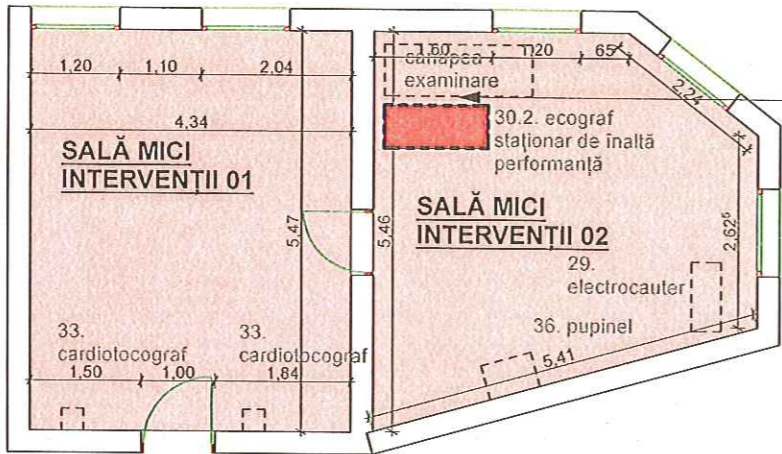 1,20 1,10 2,04
4,34
SALĂ MICI
INTERVENȚII 01
5,47
33.
cardiotocograf
33.
cardiotocograf
1,50 1,00 1,84
1,60 1,20 65
canapea
examinare
2,24
30.2. ecograf
staționar de înaltă
performanță
SALĂ MICI
INTERVENȚII 02
5,46
2,62⁵
29.
electrocauter
36. pupinel
5,41